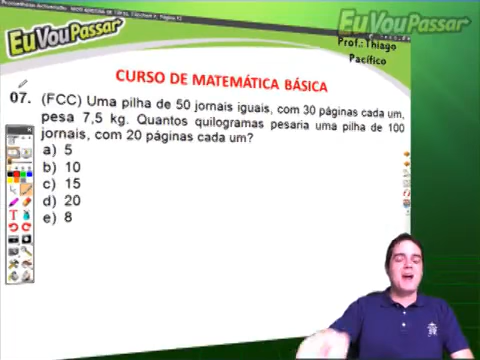 EuVouPassar
EuVouPassar
Prof.: Thiago
Pacífico
CURSO DE MATEMÁTICA BÁSICA
07. (FCC) Uma pilha de 50 jornais iguais, com 30 páginas cada um,
pesa 7,5 kg. Quantos quilogramas pesaria uma pilha de 100
jornais, com 20 páginas cada um?
a) 5
b) 10
c) 15
d) 20
e) 8